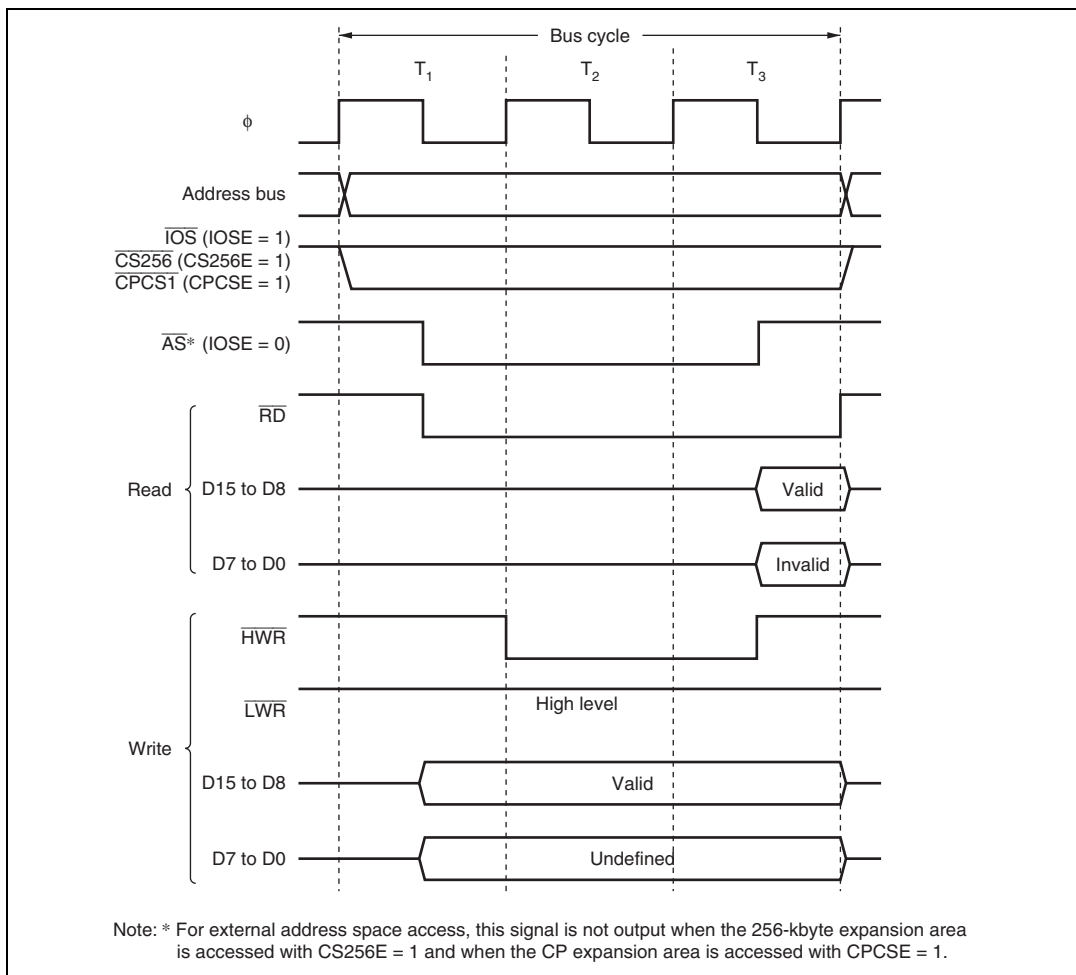 Bus cycle
T1 T2 T3
ϕ
Address bus
IOS (IOSE = 1)
CS256 (CS256E = 1)
CPCS1 (CPCSE = 1)
AS* (IOSE = 0)
RD
Read
D15 to D8
Valid
D7 to D0
Invalid
HWR
LWR
High level
Write
D15 to D8
Valid
D7 to D0
Undefined
Note: * For external address space access, this signal is not output when the 256-kbyte expansion area
is accessed with CS256E = 1 and when the CP expansion area is accessed with CPCSE = 1.